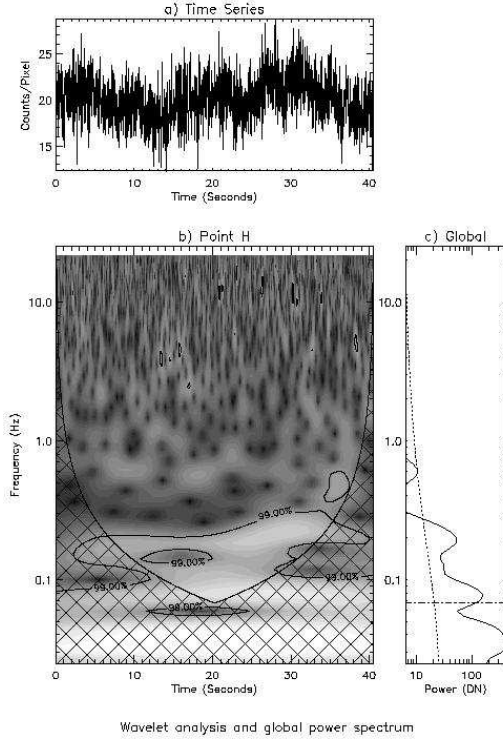 a) Time Series
25
20
15
Counts/Pixel
0 10 20 30 40
Time (Seconds)
b) Point H
c) Global
10.0
1.0
0.1
Frequency (Hz)
99.00%
99.00%
99.00%
99.00%
98.00%
0 10 20 30 40
Time (Seconds)
10.0
1.0
0.1
10 100
Power (DN)
Wavelet analysis and global power spectrum